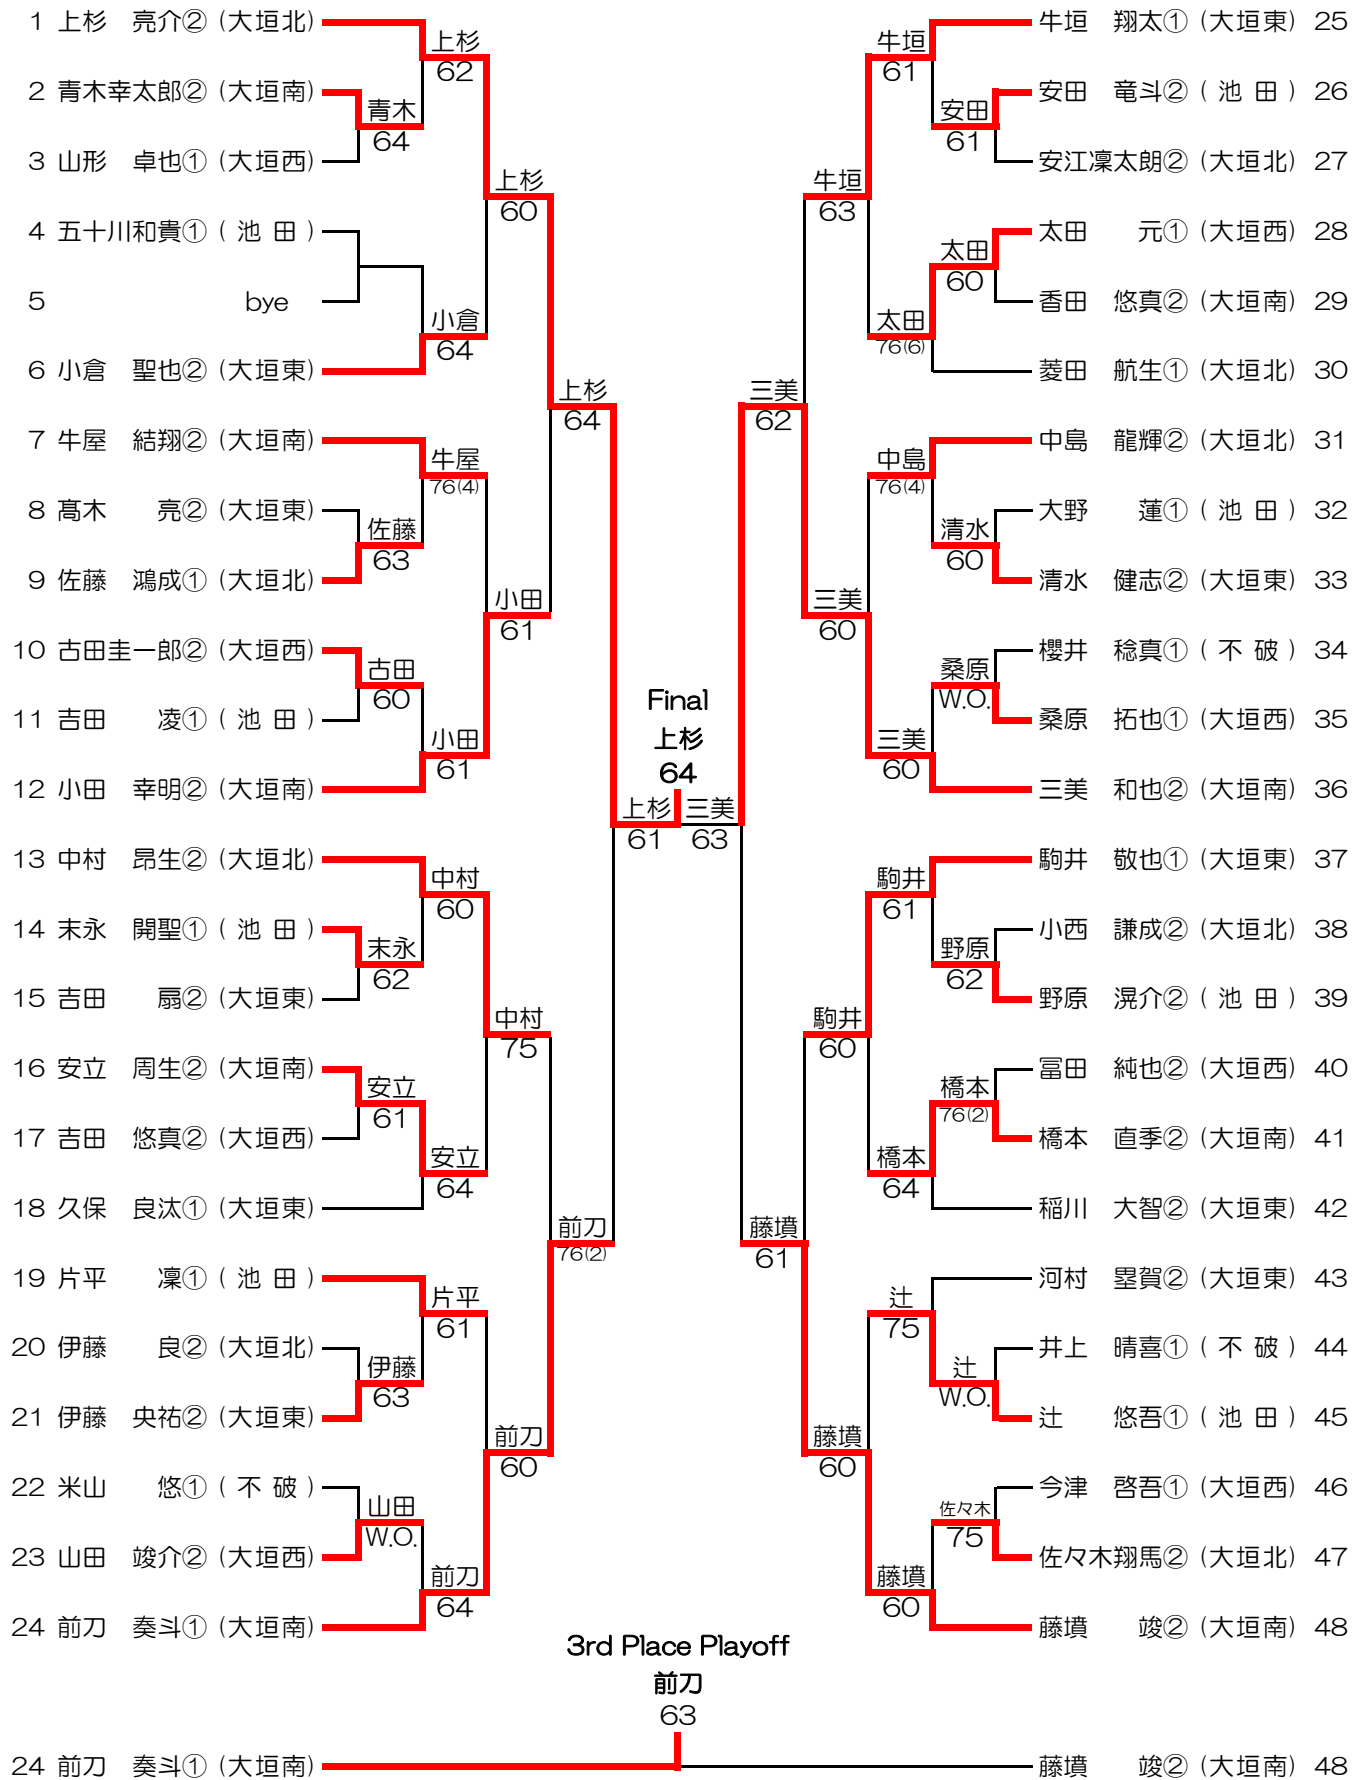 1 上杉　亮介② (大垣北)
上杉
62
2 青木幸太郎② (大垣南)
青木
64
3 山形　卓也① (大垣西)
上杉
60
4 五十川和貴① ( 池 田 )
5 bye
小倉
64
6 小倉　聖也② (大垣東)
上杉
64
7 牛屋　結翔② (大垣南)
牛屋
76(4)
8 髙木　亮② (大垣東)
佐藤
63
9 佐藤　鴻成① (大垣北)
小田
61
10 古田圭一郎② (大垣西)
古田
60
11 吉田　凌① ( 池 田 )
小田
61
12 小田　幸明② (大垣南)
上杉
61
13 中村　昂生② (大垣北)
中村
60
14 末永　開聖① ( 池 田 )
末永
62
15 吉田　扇② (大垣東)
中村
75
16 安立　周生② (大垣南)
安立
61
17 吉田　悠真② (大垣西)
安立
64
18 久保　良汰① (大垣東)
前刀
76(2)
19 片平　凜① ( 池 田 )
片平
61
20 伊藤　良② (大垣北)
伊藤
63
21 伊藤　央祐② (大垣東)
前刀
60
22 米山　悠① ( 不 破 )
山田
W.O.
23 山田　竣介② (大垣西)
前刀
64
24 前刀　奏斗① (大垣南)
Final
上杉
64
牛垣　翔太① (大垣東) 25
牛垣
61
安田　竜斗② ( 池 田 ) 26
安田
61
安江凜太朗② (大垣北) 27
牛垣
63
太田　元① (大垣西) 28
太田
60
香田　悠真② (大垣南) 29
太田
76(6)
菱田　航生① (大垣北) 30
三美
62
中島　龍輝② (大垣北) 31
中島
76(4)
大野　蓮① ( 池 田 ) 32
清水
60
清水　健志② (大垣東) 33
三美
60
櫻井　稔真① ( 不 破 ) 34
桑原
W.O.
桑原　拓也① (大垣西) 35
三美
60
三美　和也② (大垣南) 36
三美
63
駒井　敬也① (大垣東) 37
駒井
61
小西　謙成② (大垣北) 38
野原
62
野原　滉介② ( 池 田 ) 39
駒井
60
冨田　純也② (大垣西) 40
橋本
76(2)
橋本　直季② (大垣南) 41
橋本
64
稲川　大智② (大垣東) 42
藤墳
61
河村　塁賀② (大垣東) 43
辻
75
井上　晴喜① ( 不 破 ) 44
辻
W.O.
辻　悠吾① ( 池 田 ) 45
藤墳
60
今津　啓吾① (大垣西) 46
佐々木
75
佐々木翔馬② (大垣北) 47
藤墳
60
藤墳　竣② (大垣南) 48
3rd Place Playoff
前刀
63
24 前刀　奏斗① (大垣南)
藤墳　竣② (大垣南) 48